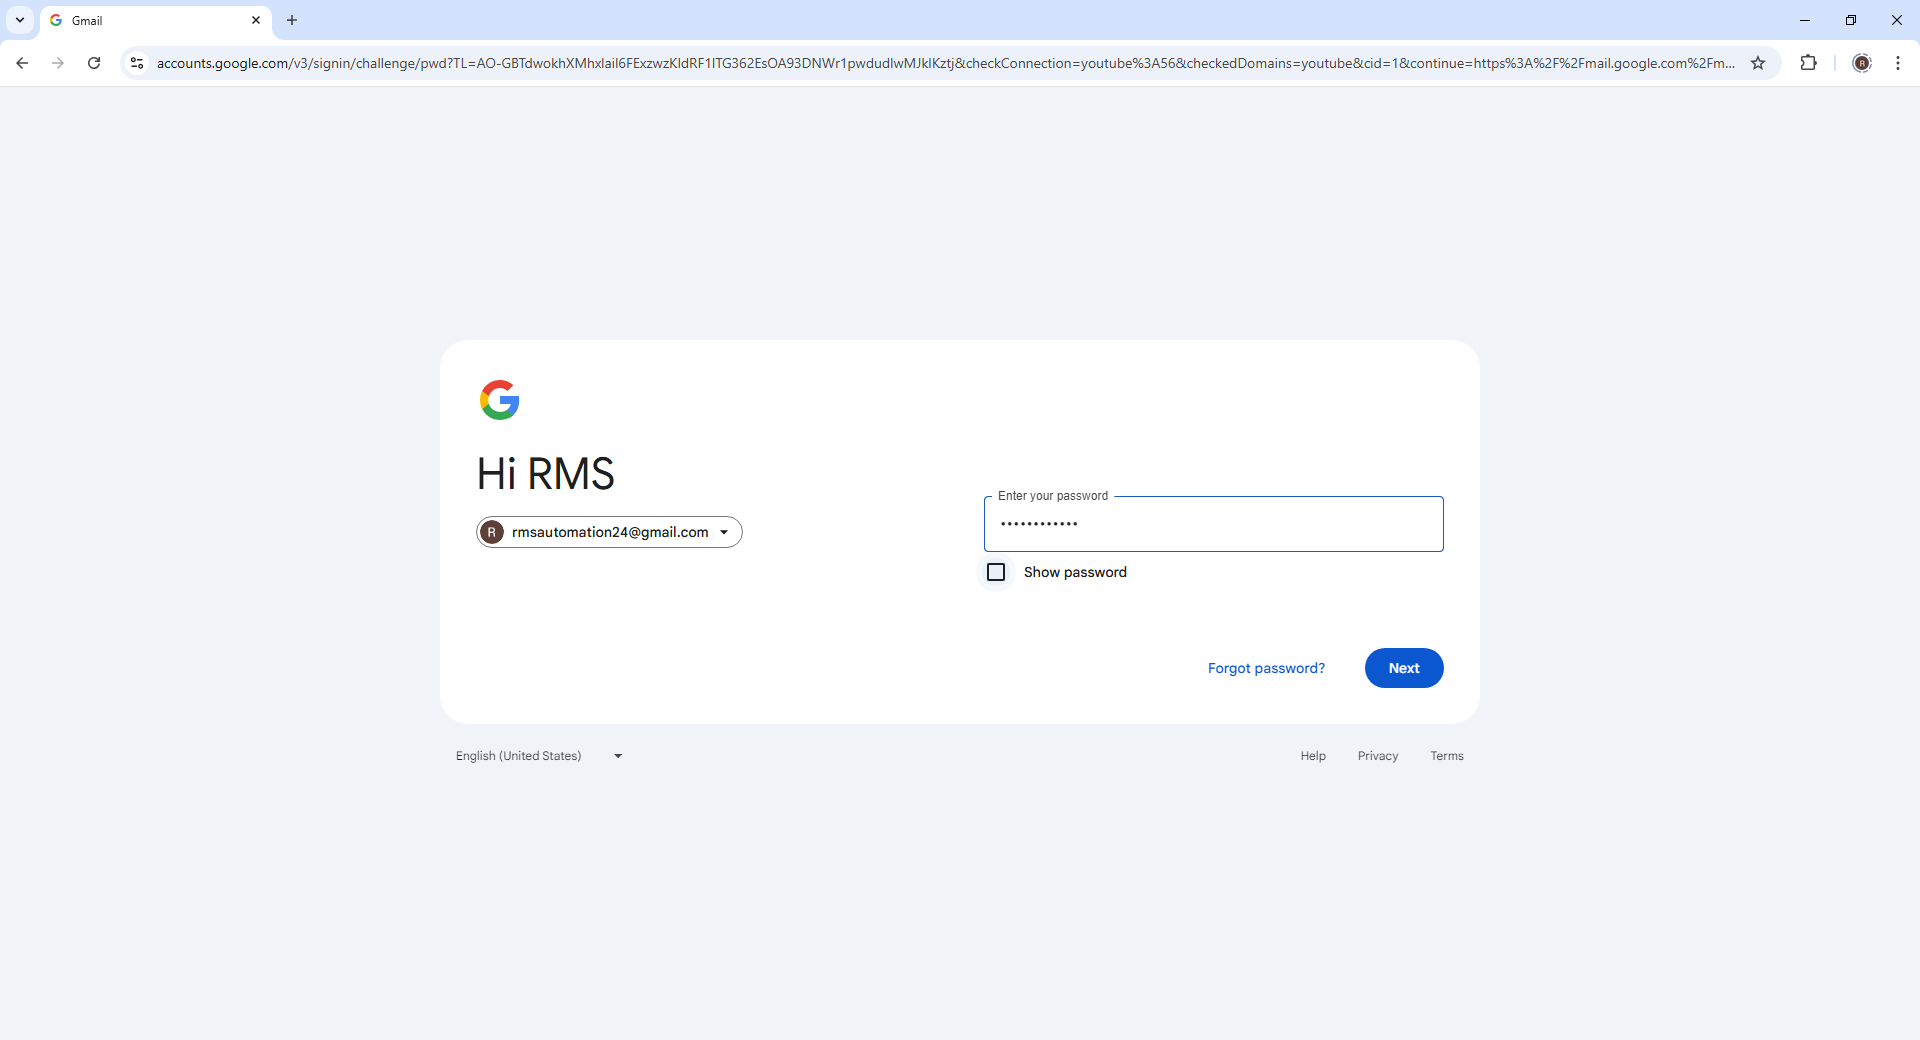 Gmail
accounts.google.com/v3/signin/challenge/pwd?TL=AO-GBTdwokhXMhxlail6FExzwzKldRF1lTG362EsOA93DNWr1pwdudlwMJklKztj&checkConnection=youtube%3A56&checkedDomains=youtube&cid=1&continue=https%3A%2F%2Fmail.google.com%2Fm...
R
Hi RMS
R rmsautomation24@gmail.com
Enter your password
••••••••••••
Show password
Forgot password?
Next
English (United States)
Help Privacy Terms